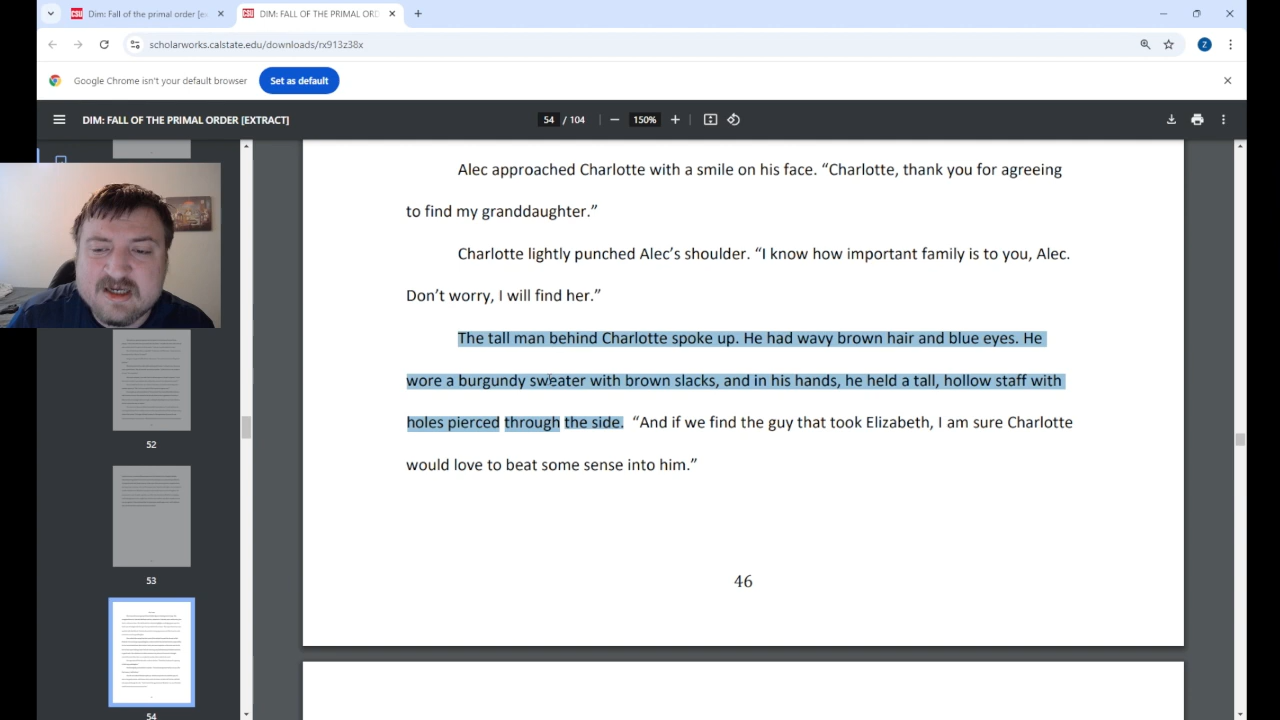 DIM: Fall of the primal order [ex
DIM: FALL OF THE PRIMAL ORD
scholarworks.calstate.edu/downloads/rx913z38x
Z
Google Chrome isn't your default browser
Set as default
DIM: FALL OF THE PRIMAL ORDER [EXTRACT]
54 / 104
150%
Alec approached Charlotte with a smile on his face. “Charlotte, thank you for agreeing
to find my granddaughter.”
Charlotte lightly punched Alec’s shoulder. “I know how important family is to you, Alec.
Don’t worry, I will find her.”
The tall man behind Charlotte spoke up. He had wavy brown hair and blue eyes. He
wore a burgundy sweater with brown slacks, and in his hands, he held a tall, hollow staff with
holes pierced through the side. “And if we find the guy that took Elizabeth, I am sure Charlotte
would love to beat some sense into him.”
46
52
53
54